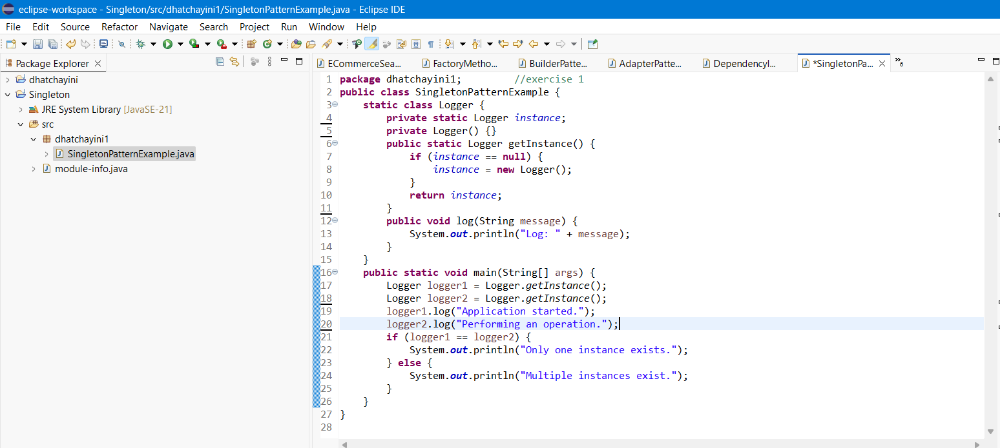 eclipse-workspace - Singleton/src/dhatchayini1/SingletonPatternExample.java - Eclipse IDE
File Edit Source Refactor Navigate Search Project Run Window Help
Package Explorer
dhatchayini
Singleton
JRE System Library [JavaSE-21]
src
dhatchayini1
SingletonPatternExample.java
module-info.java
ECommerceSea... FactoryMetho... BuilderPatte... AdapterPatte... DependencyI... *SingletonPa... »6
1 package dhatchayini1; //exercise 1
2 public class SingletonPatternExample {
3 static class Logger {
4 private static Logger instance;
5 private Logger() {}
6 public static Logger getInstance() {
7 if (instance == null) {
8 instance = new Logger();
9 }
10 return instance;
11 }
12 public void log(String message) {
13 System.out.println("Log: " + message);
14 }
15 }
16 public static void main(String[] args) {
17 Logger logger1 = Logger.getInstance();
18 Logger logger2 = Logger.getInstance();
19 logger1.log("Application started.");
20 logger2.log("Performing an operation.");
21 if (logger1 == logger2) {
22 System.out.println("Only one instance exists.");
23 } else {
24 System.out.println("Multiple instances exist.");
25 }
26 }
27 }
28